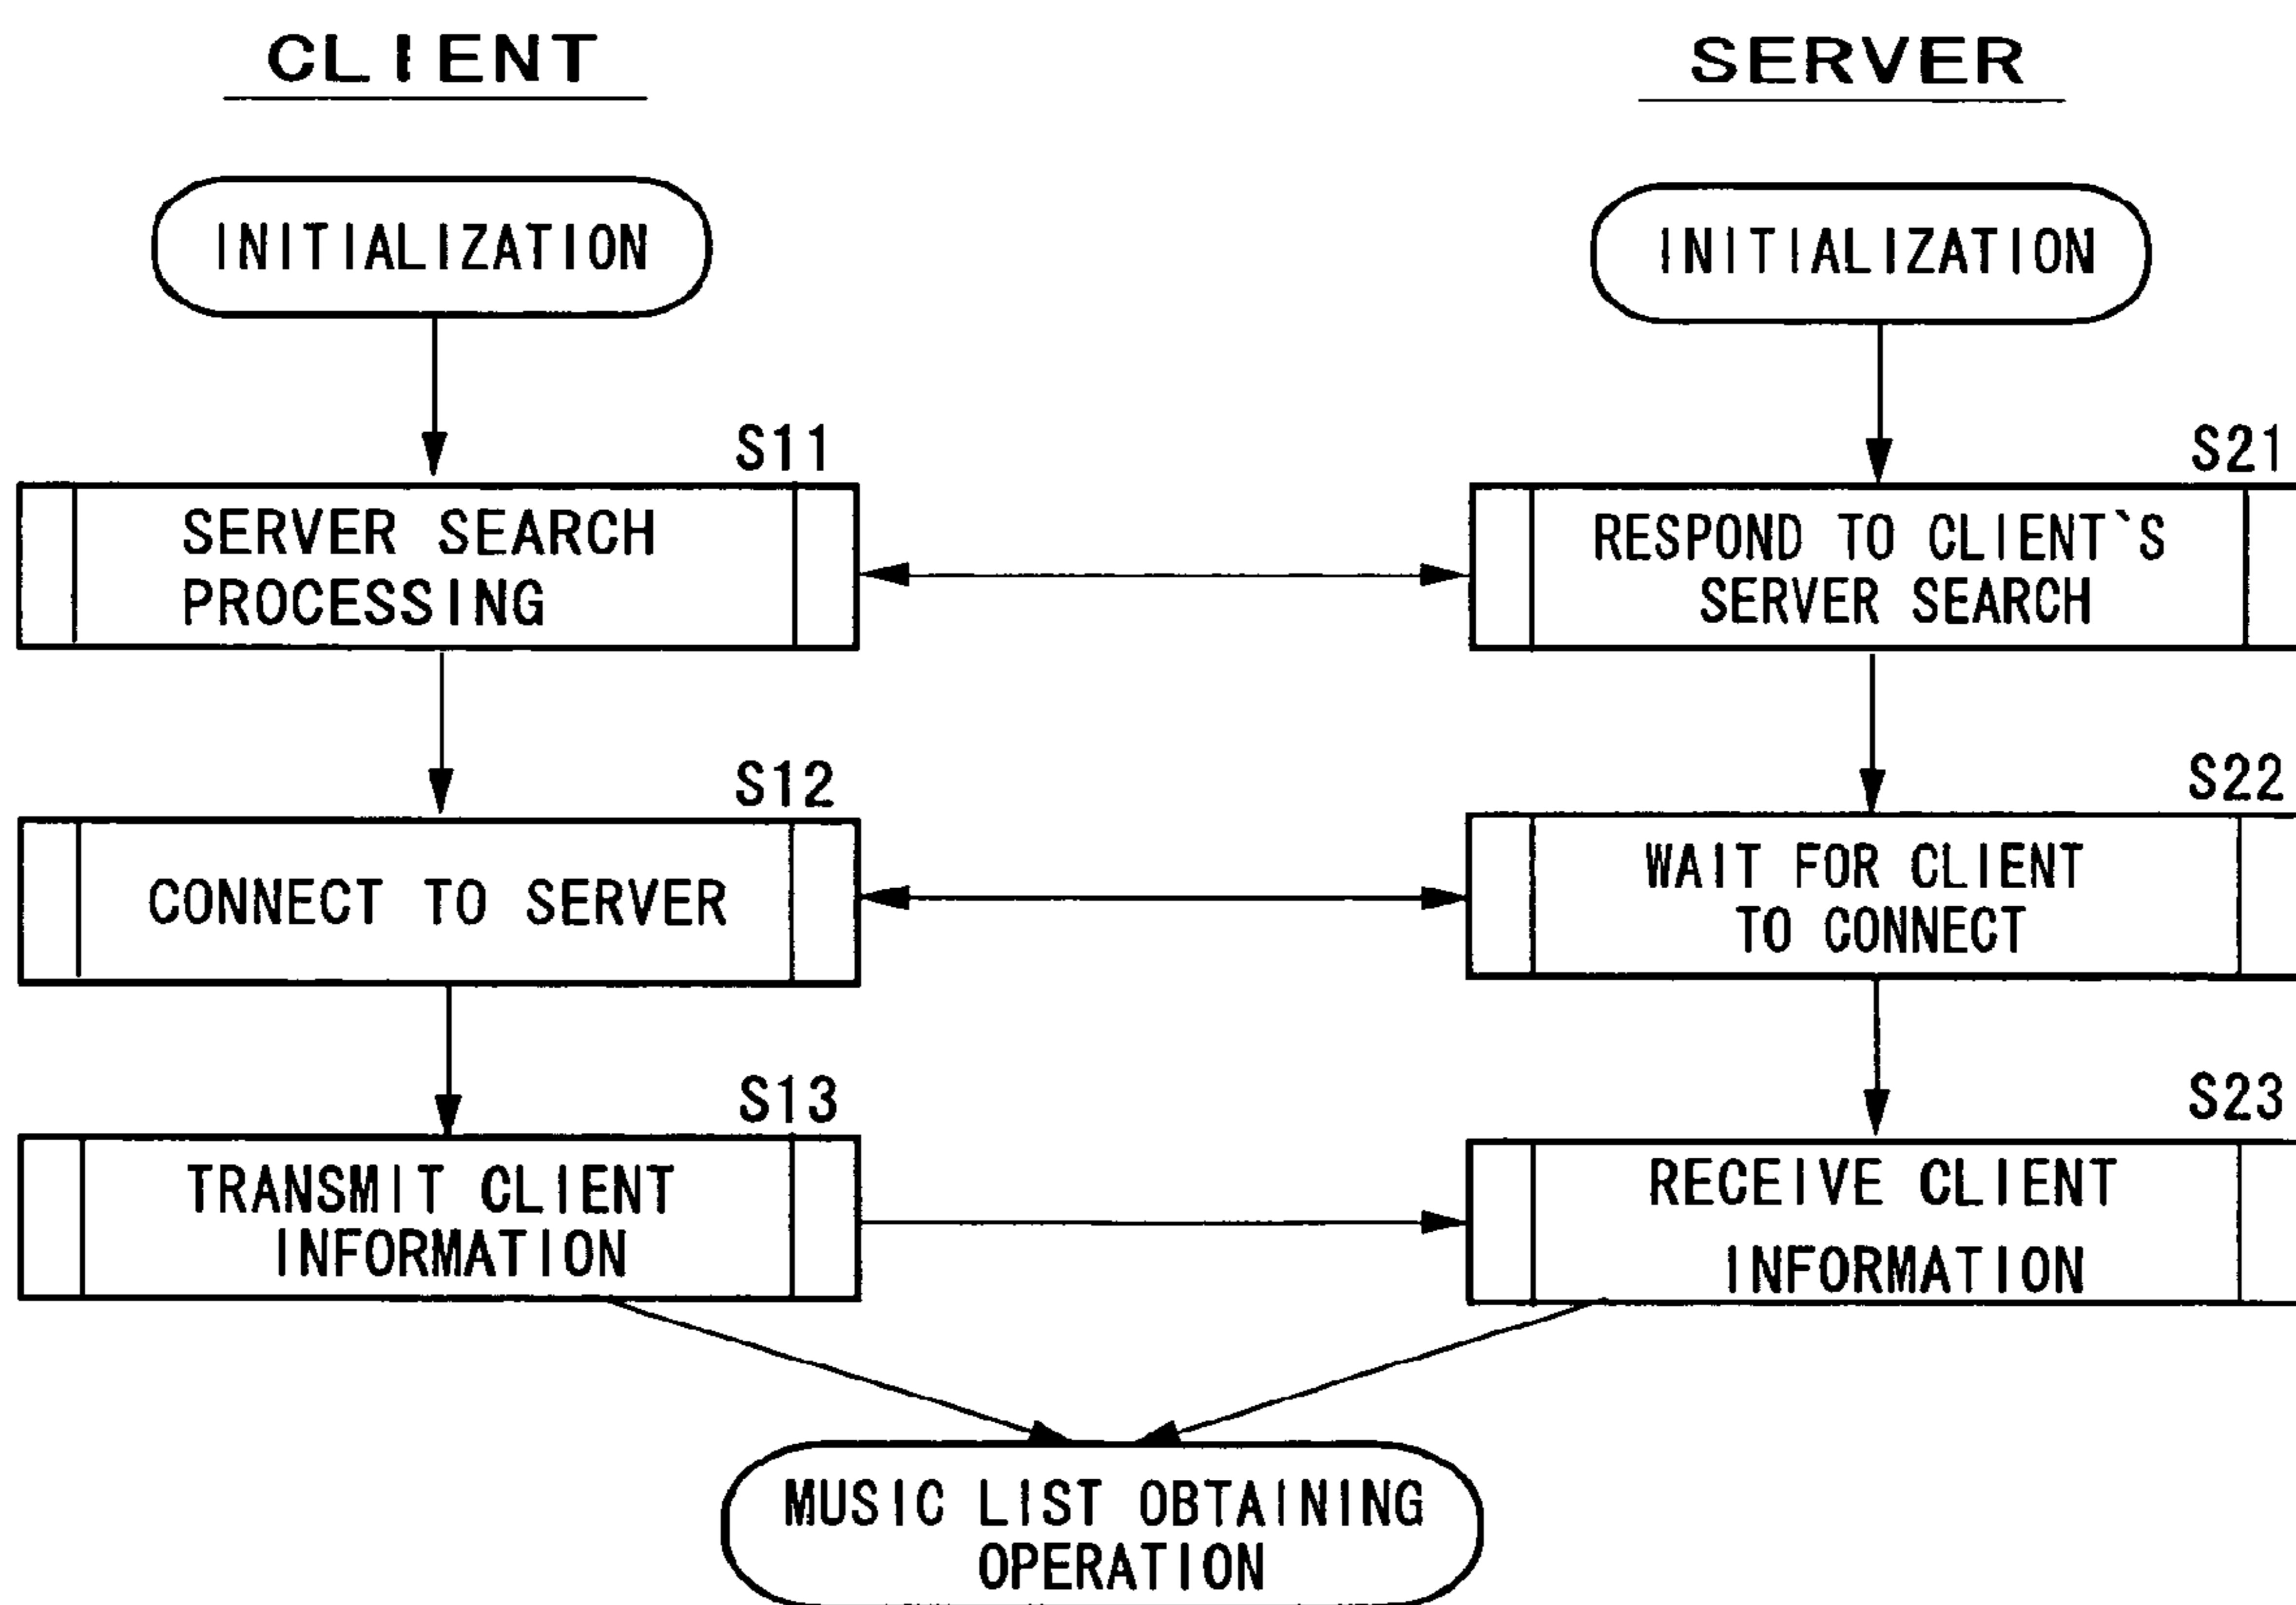 CLIENT
SERVER
INITIALIZATION
INITIALIZATION
S11
SERVER SEARCH
PROCESSING
S21
RESPOND TO CLIENT`S
SERVER SEARCH
S12
CONNECT TO SERVER
S22
WAIT FOR CLIENT
TO CONNECT
S13
TRANSMIT CLIENT
INFORMATION
S23
RECEIVE CLIENT
INFORMATION
MUSIC LIST OBTAINING
OPERATION